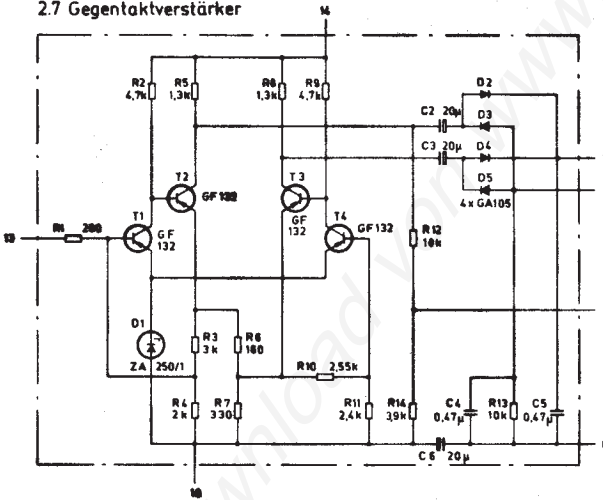 2.7 Gegentaktverstärker
14
R2
4,7k
R5
1,3k
R8
1,3k
R9
4,7k
C2 20µ
D2
D3
C3 20µ
D4
D5
4x GA105
T2
GF 132
T3
GF
132
T1
GF
132
T4
GF 132
13
R1 200
R12
10k
D1
ZA 250/1
R3
3k
R6
160
R10 2,55k
R4
2k
R7
330
R11
2,4k
R14
3,9k
C4
0,47µ
R13
10k
C5
0,47µ
C6 20µ
nload von www